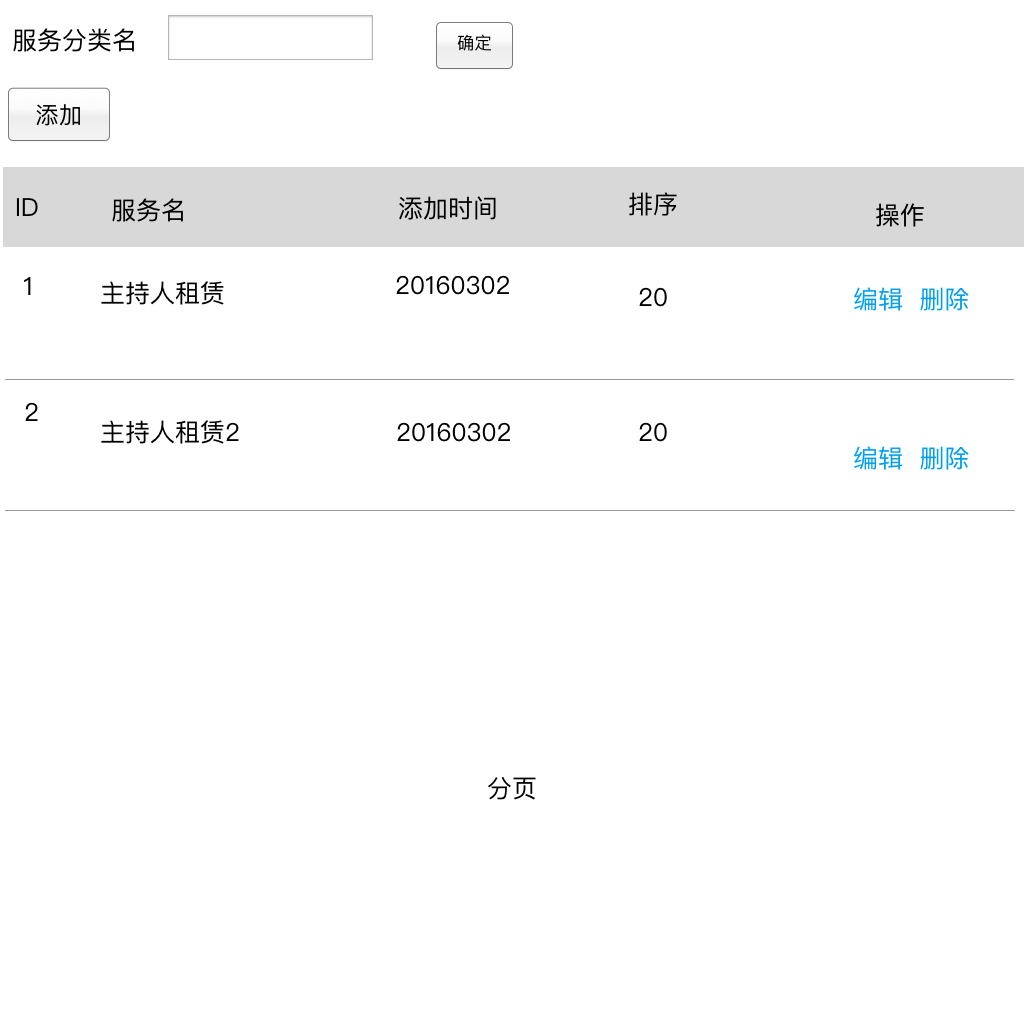 服务分类名 确定
添加
ID 服务名 添加时间 排序 操作
1 主持人租赁 20160302 20 编辑 删除
2 主持人租赁2 20160302 20 编辑 删除
分页